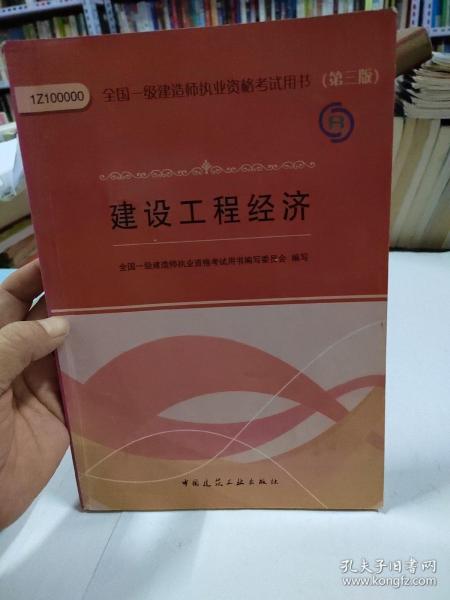 1Z100000 全国一级建造师执业资格考试用书（第三版）
建设工程经济
全国一级建造师执业资格考试用书编写委员会 编写
中国建筑工业出版社
孔夫子旧书网
www.kongfz.com